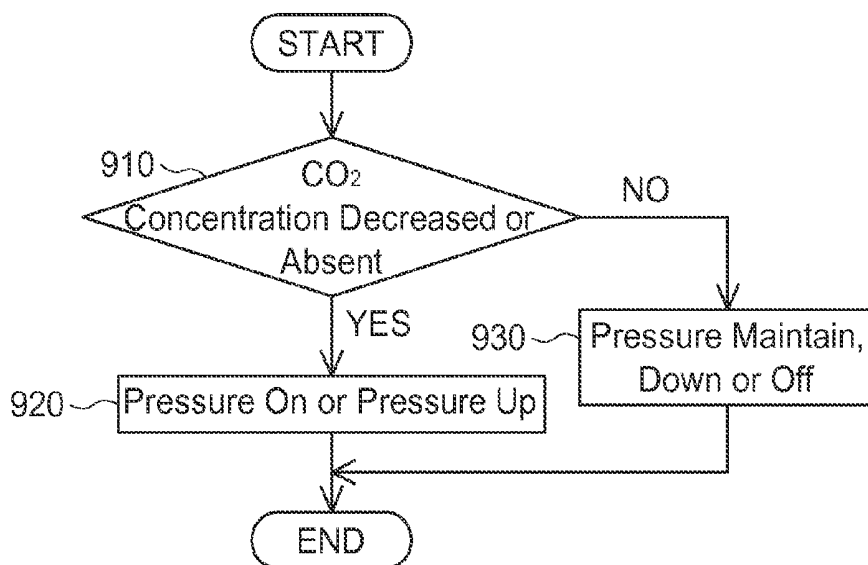 START
910
CO₂
Concentration Decreased or
Absent
NO
YES
930
Pressure Maintain,
Down or Off
920
Pressure On or Pressure Up
END